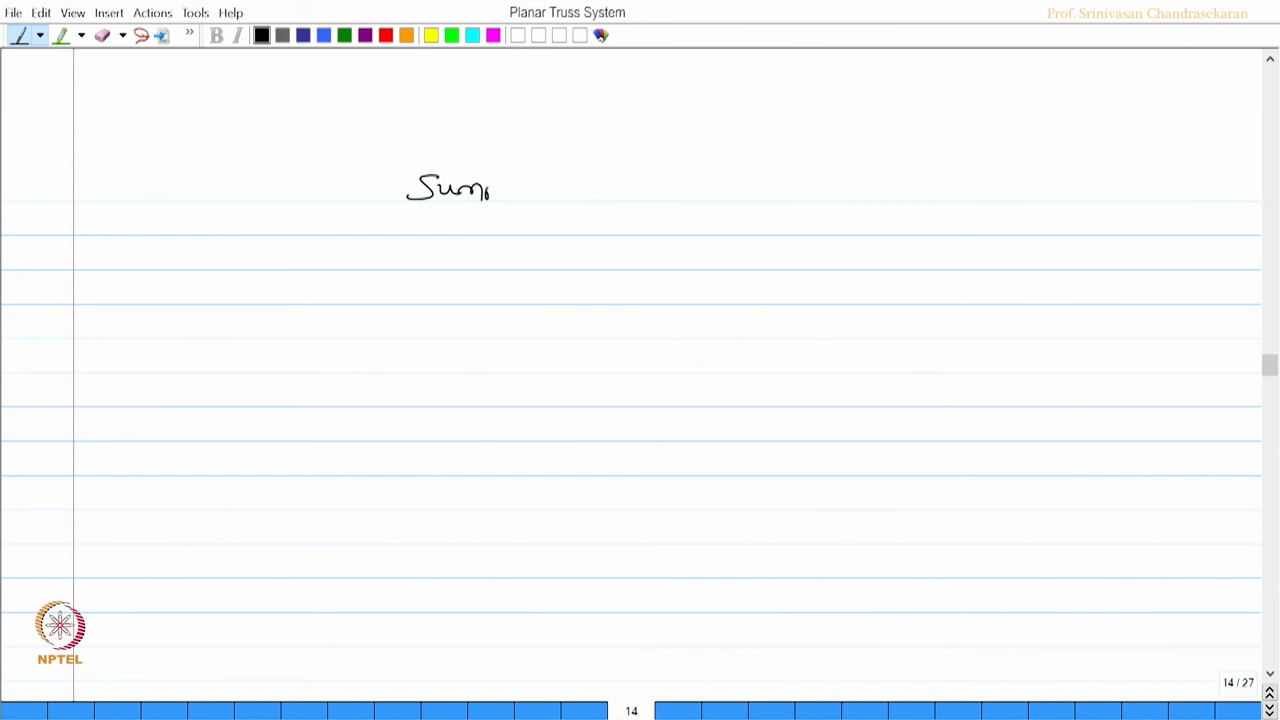 File Edit View Insert Actions Tools Help
Planar Truss System
Prof. Srinivasan Chandrasekaran
» B I
Sum
NPTEL
14 / 27
14